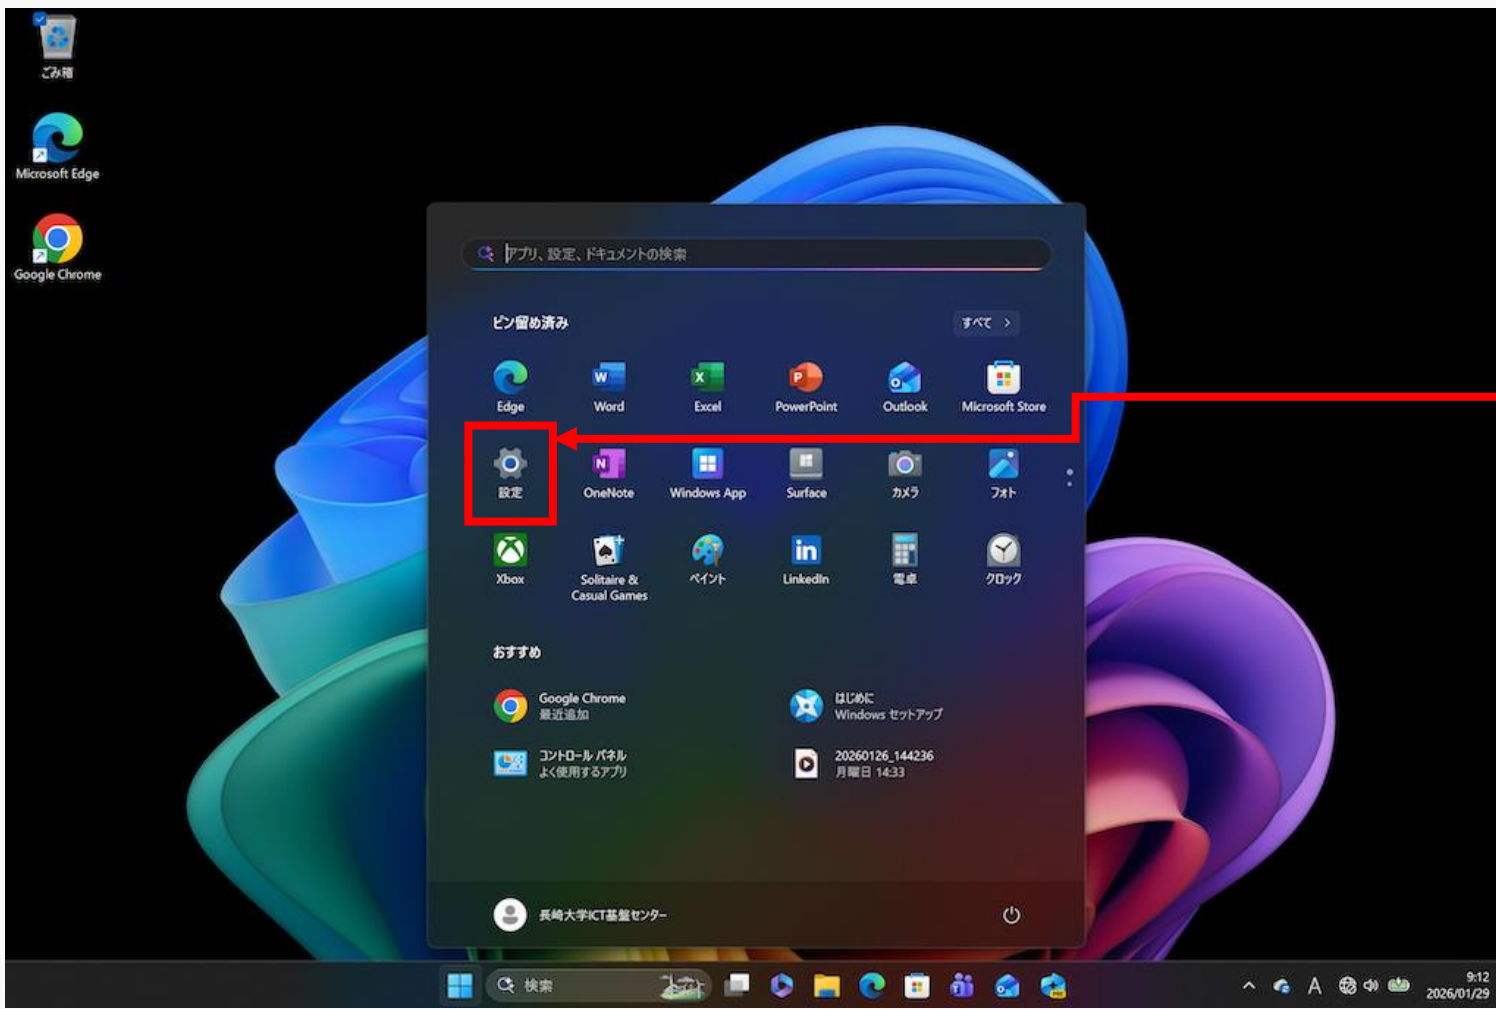 ごみ箱
Microsoft Edge
Google Chrome
アプリ、設定、ドキュメントの検索
ピン留め済み
すべて
Edge
Word
Excel
PowerPoint
Outlook
Microsoft Store
設定
OneNote
Windows App
Surface
カメラ
フォト
Xbox
Solitaire &
Casual Games
ペイント
LinkedIn
電卓
クロック
おすすめ
Google Chrome
最近追加
はじめに
Windows セットアップ
コントロール パネル
よく使用するアプリ
20260126_144236
月曜日 14:33
長崎大学ICT基盤センター
検索
A
9:12
2026/01/29